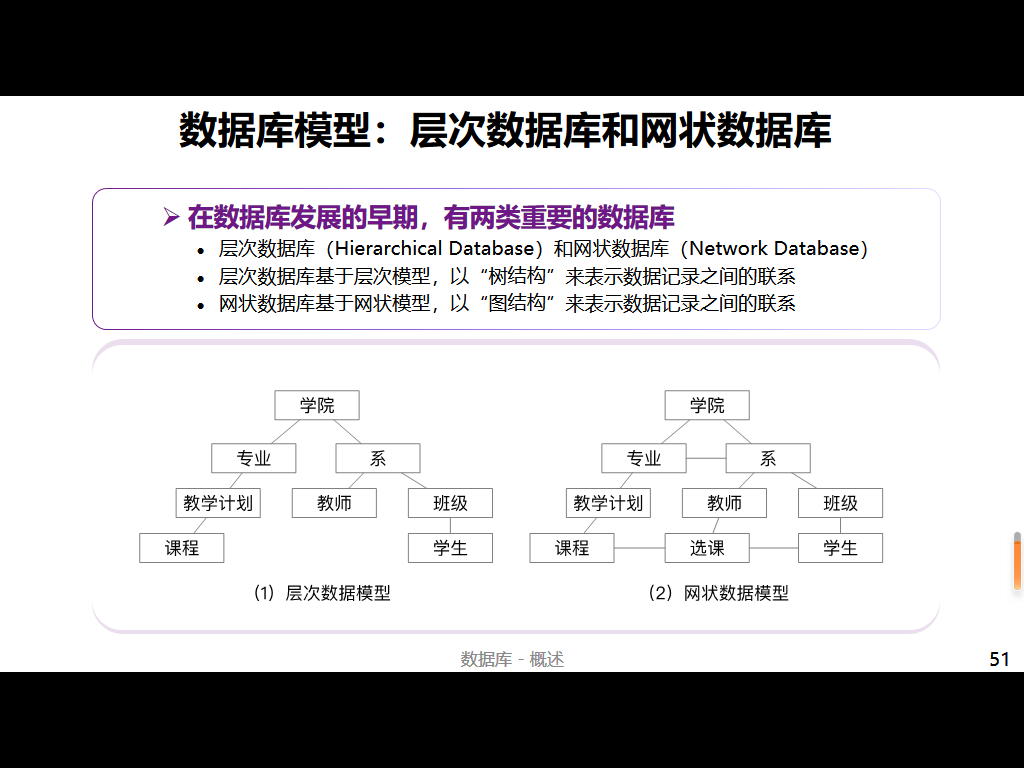 数据库模型：层次数据库和网状数据库
➢ 在数据库发展的早期，有两类重要的数据库
• 层次数据库（Hierarchical Database）和网状数据库（Network Database）
• 层次数据库基于层次模型，以“树结构”来表示数据记录之间的联系
• 网状数据库基于网状模型，以“图结构”来表示数据记录之间的联系
学院
专业 系
教学计划 教师 班级
课程 学生
（1）层次数据模型
学院
专业 系
教学计划 教师 班级
课程 选课 学生
（2）网状数据模型
数据库 - 概述
51